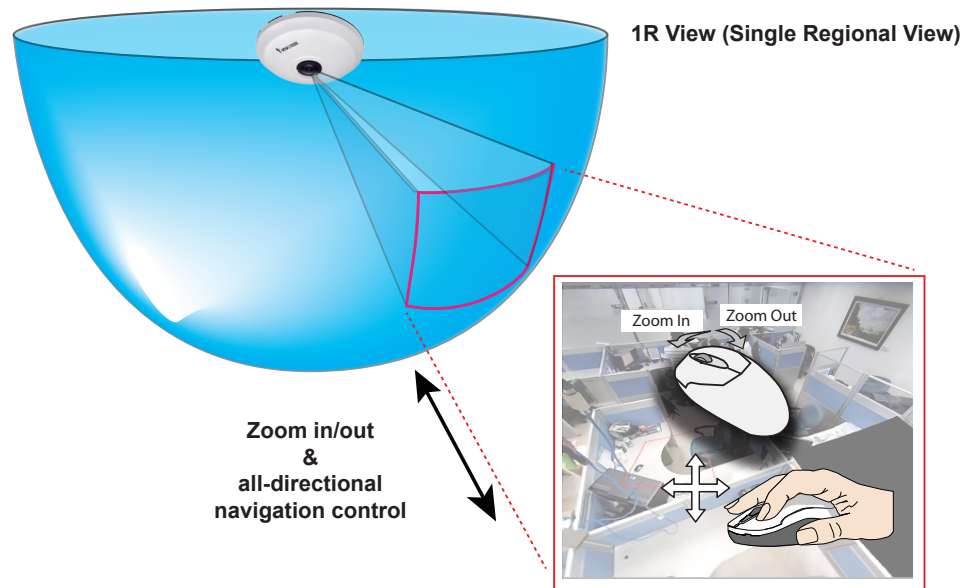 1R View (Single Regional View)
Zoom In
Zoom Out
Zoom in/out
&
all-directional
navigation control